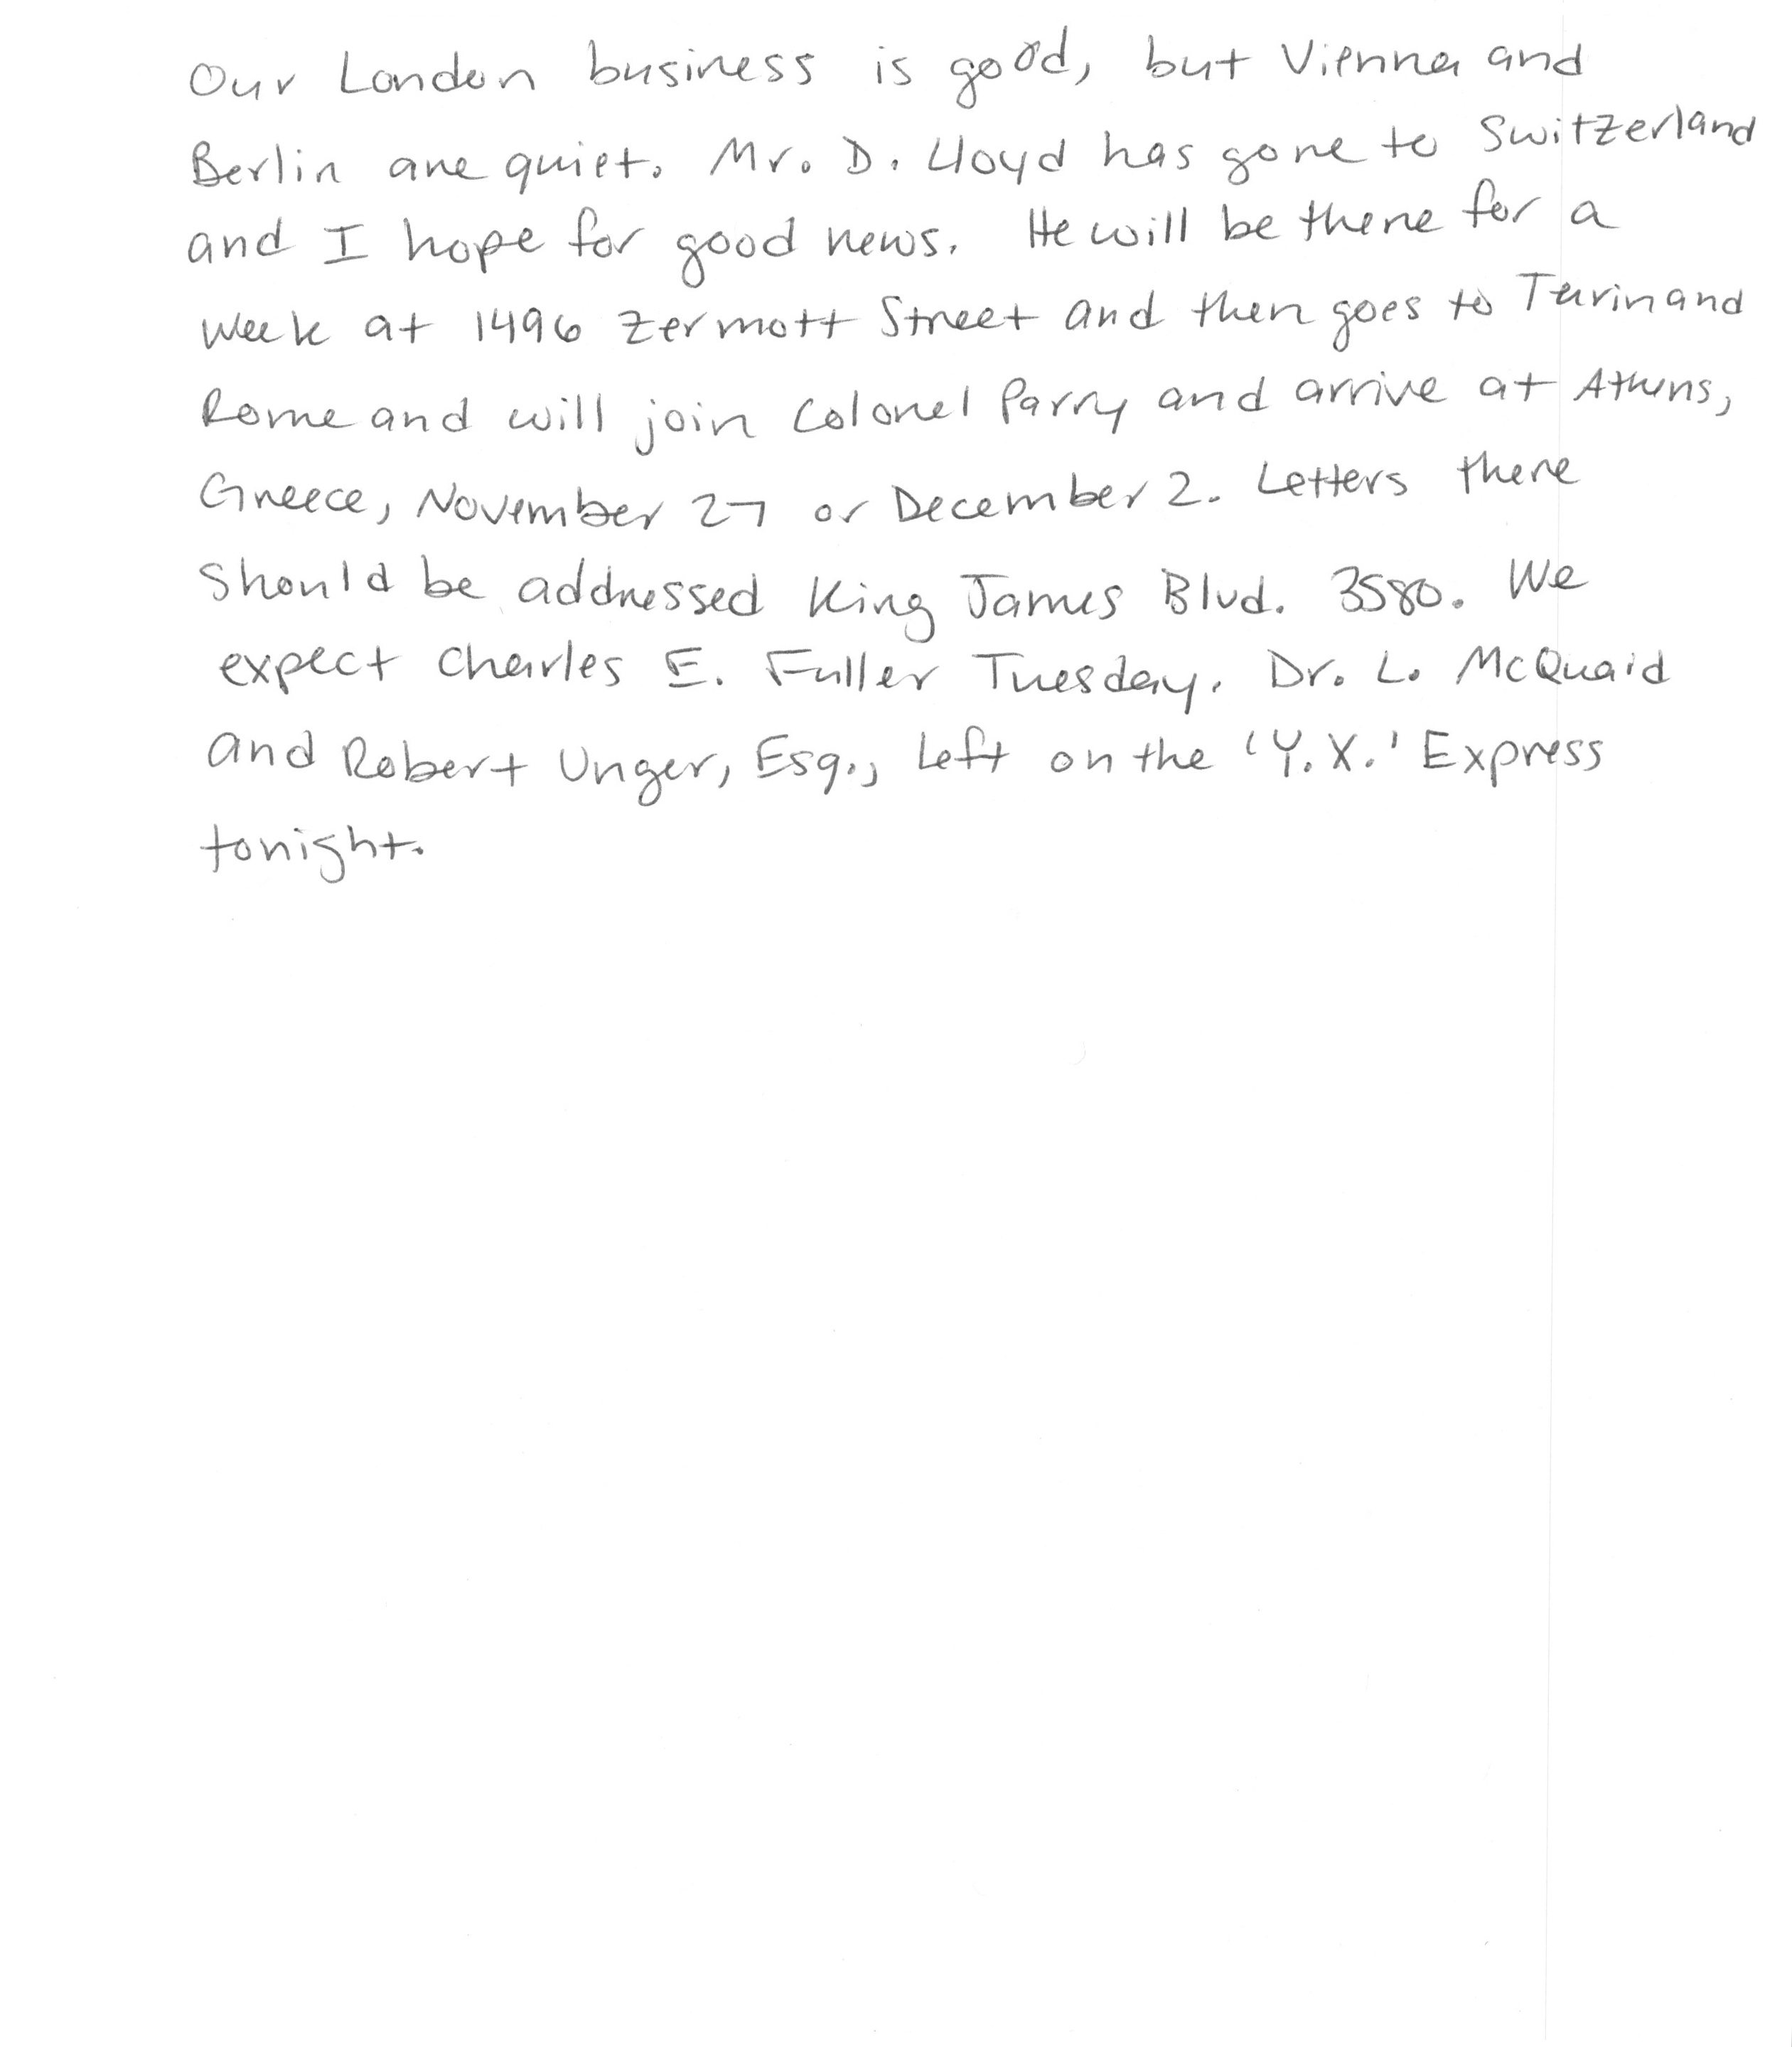 Our London business is good, but Vienna and
Berlin are quiet. Mr. D. Lloyd has gone to Switzerland
and I hope for good news. He will be there for a
week at 1496 Zermott Street and then goes to Turin and
Rome and will join Colonel Parry and arrive at Athens,
Greece, November 27 or December 2. Letters there
should be addressed King James Blvd. 3580. We
expect Charles E. Fuller Tuesday. Dr. L. McQuaid
and Robert Unger, Esq., left on the 'Y.X.' Express
tonight.